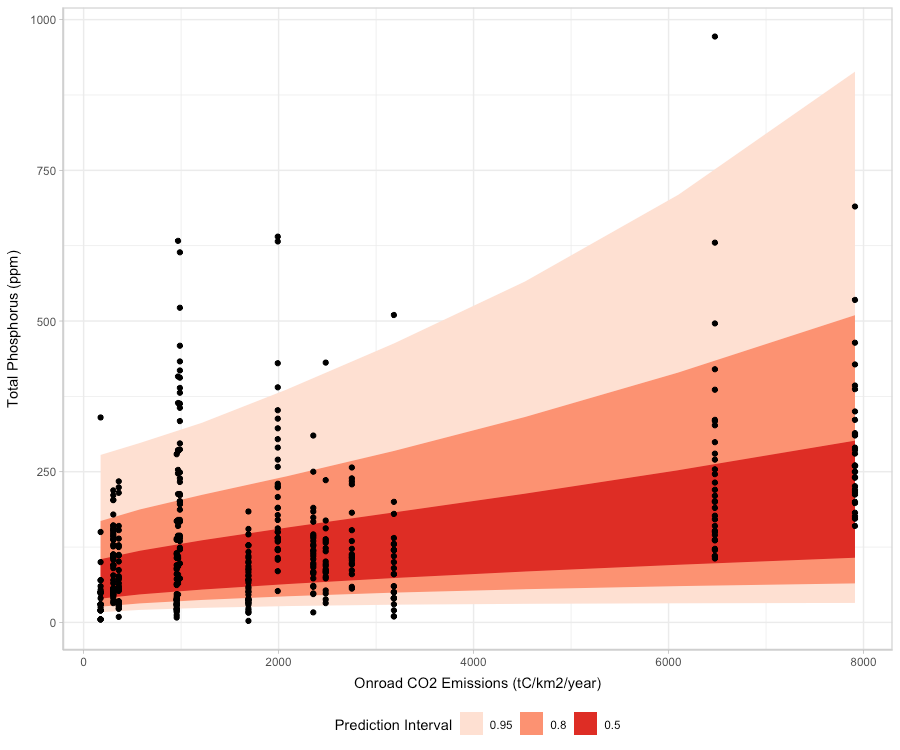 1000
750
500
250
0
Total Phosphorus (ppm)
0 2000 4000 6000 8000
Onroad CO2 Emissions (tC/km2/year)
Prediction Interval 0.95 0.8 0.5